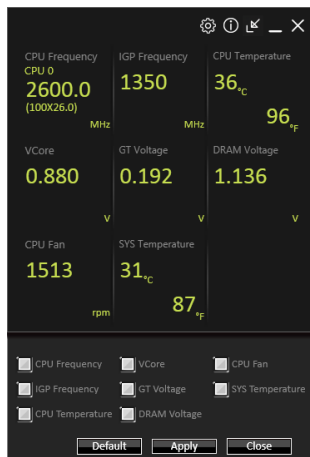 CPU Frequency IGP Frequency CPU Temperature
CPU 0
2600.0 1350 36°C
(100X26.0)
MHz MHz 96°F
VCore GT Voltage DRAM Voltage
0.880 0.192 1.136
V V V
CPU Fan SYS Temperature
1513 31°C
rpm 87°F
CPU Frequency VCore CPU Fan
IGP Frequency GT Voltage SYS Temperature
CPU Temperature DRAM Voltage
Default Apply Close